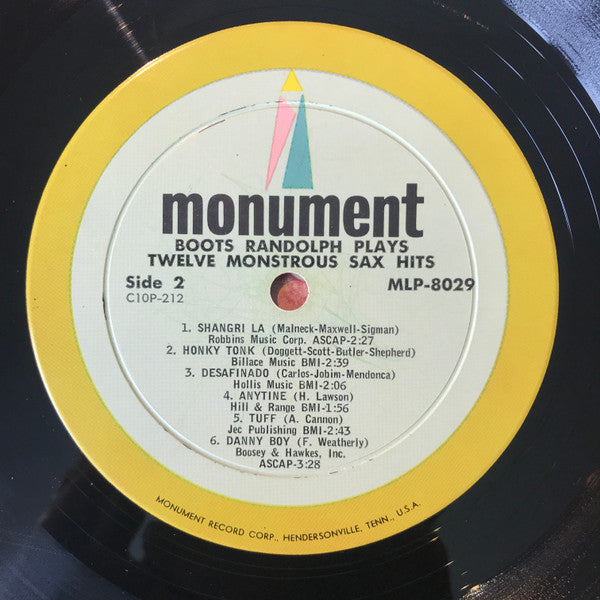 monument
BOOTS RANDOLPH PLAYS
TWELVE MONSTROUS SAX HITS
Side 2 MLP-8029
C10P-212
1. SHANGRI LA (Malneck-Maxwell-Sigman)
Robbins Music Corp. ASCAP-2:27
2. HONKY TONK (Doggett-Scott-Butler-Shepherd)
Billace Music BMI-2:39
3. DESAFINADO (Carlos-Jobim-Mendonca)
Hollis Music BMI-2:06
4. ANYTINE (H. Lawson)
Hill & Range BMI-1:56
5. TUFF (A. Cannon)
Jec Publishing BMI-2:43
6. DANNY BOY (F. Weatherly)
Boosey & Hawkes, Inc.
ASCAP-3:28
MONUMENT RECORD CORP., HENDERSONVILLE, TENN., U.S.A.